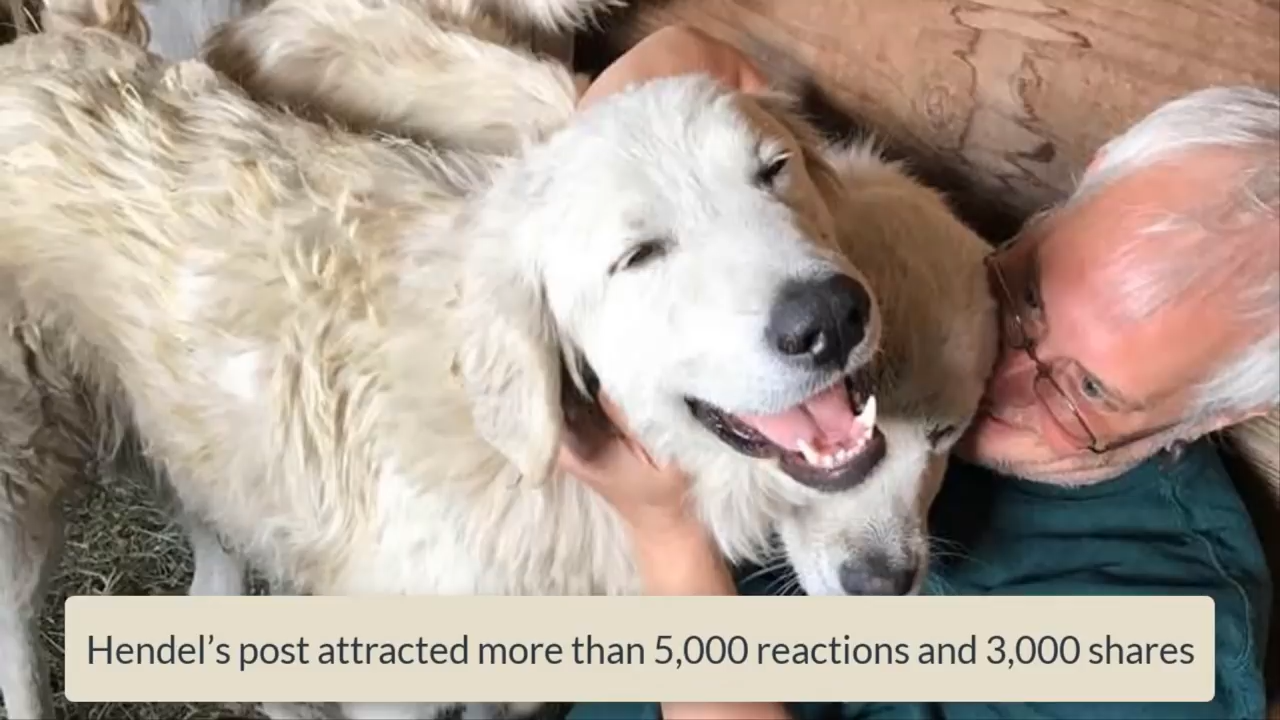 Hendel’s post attracted more than 5,000 reactions and 3,000 shares